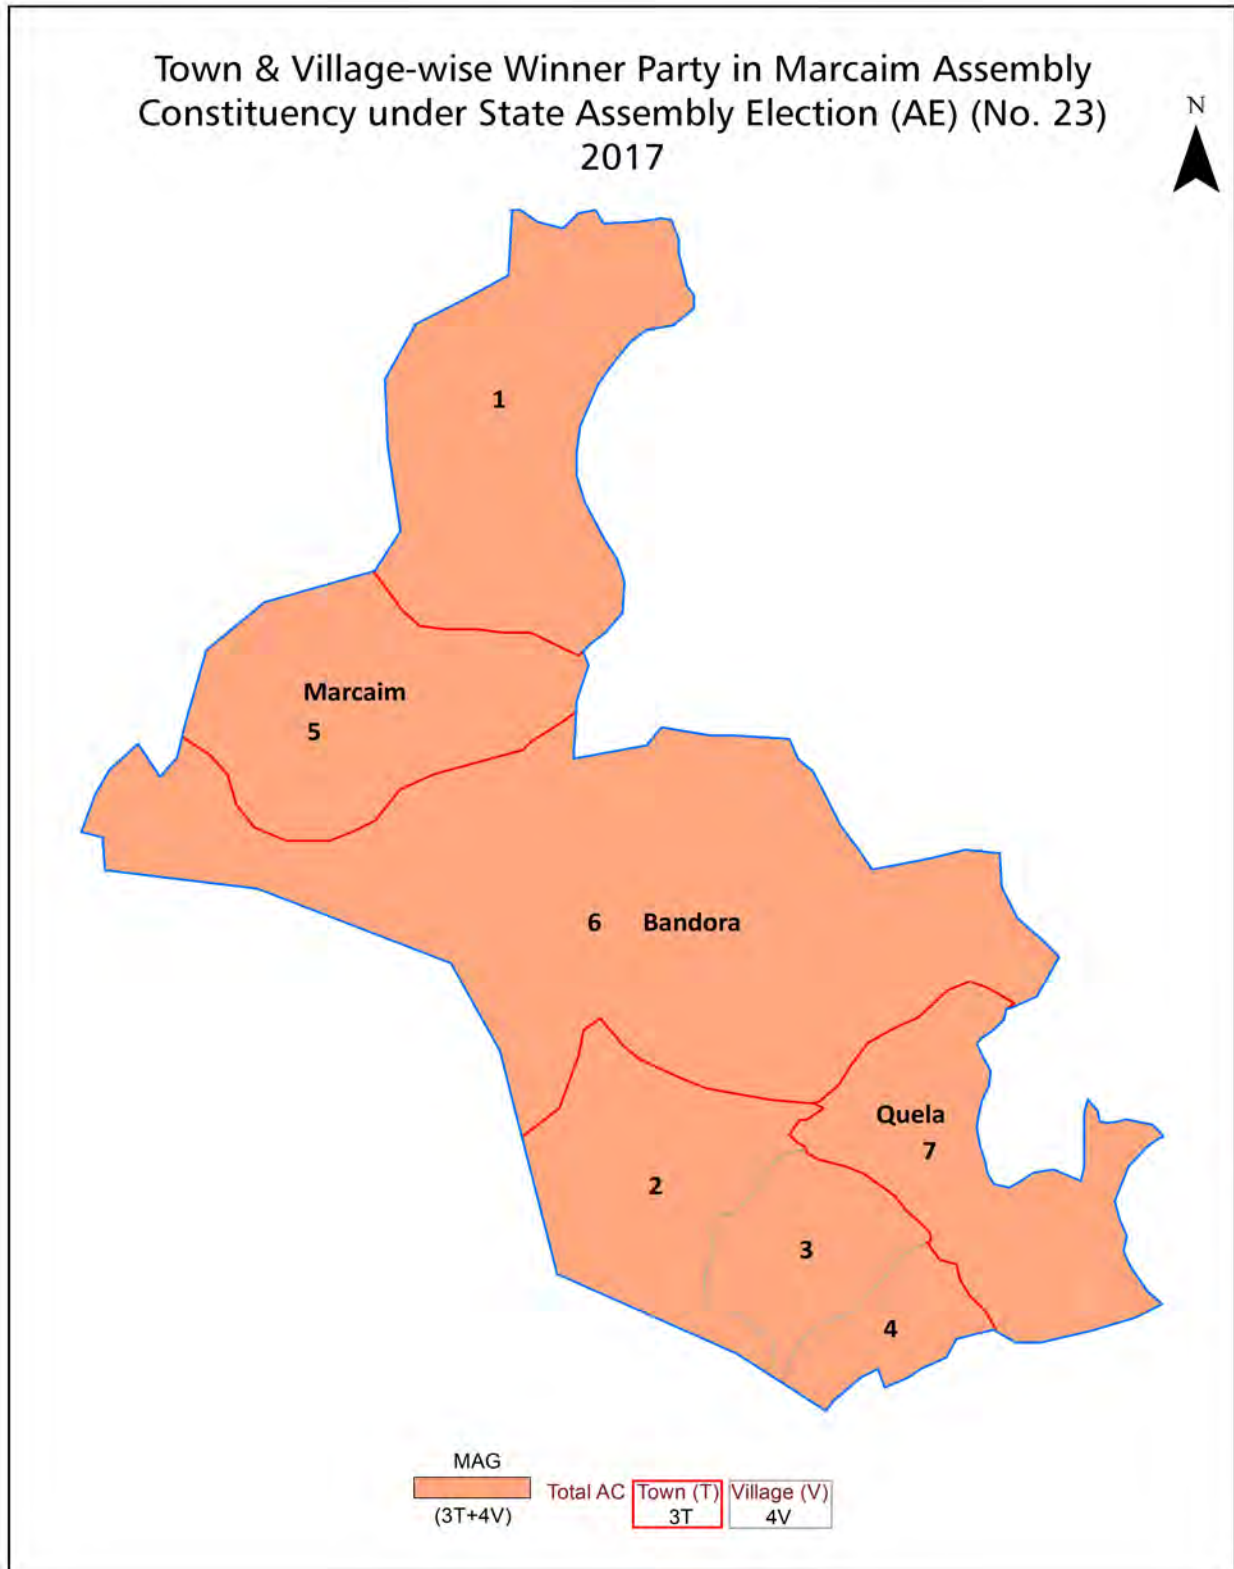 Town & Village-wise Winner Party in Marcaim Assembly
Constituency under State Assembly Election (AE) (No. 23)
2017
N
1
Marcaim
5
6 Bandora
Quela
7
2
3
4
MAG
(3T+4V)
Total AC
Town (T)
3T
Village (V)
4V